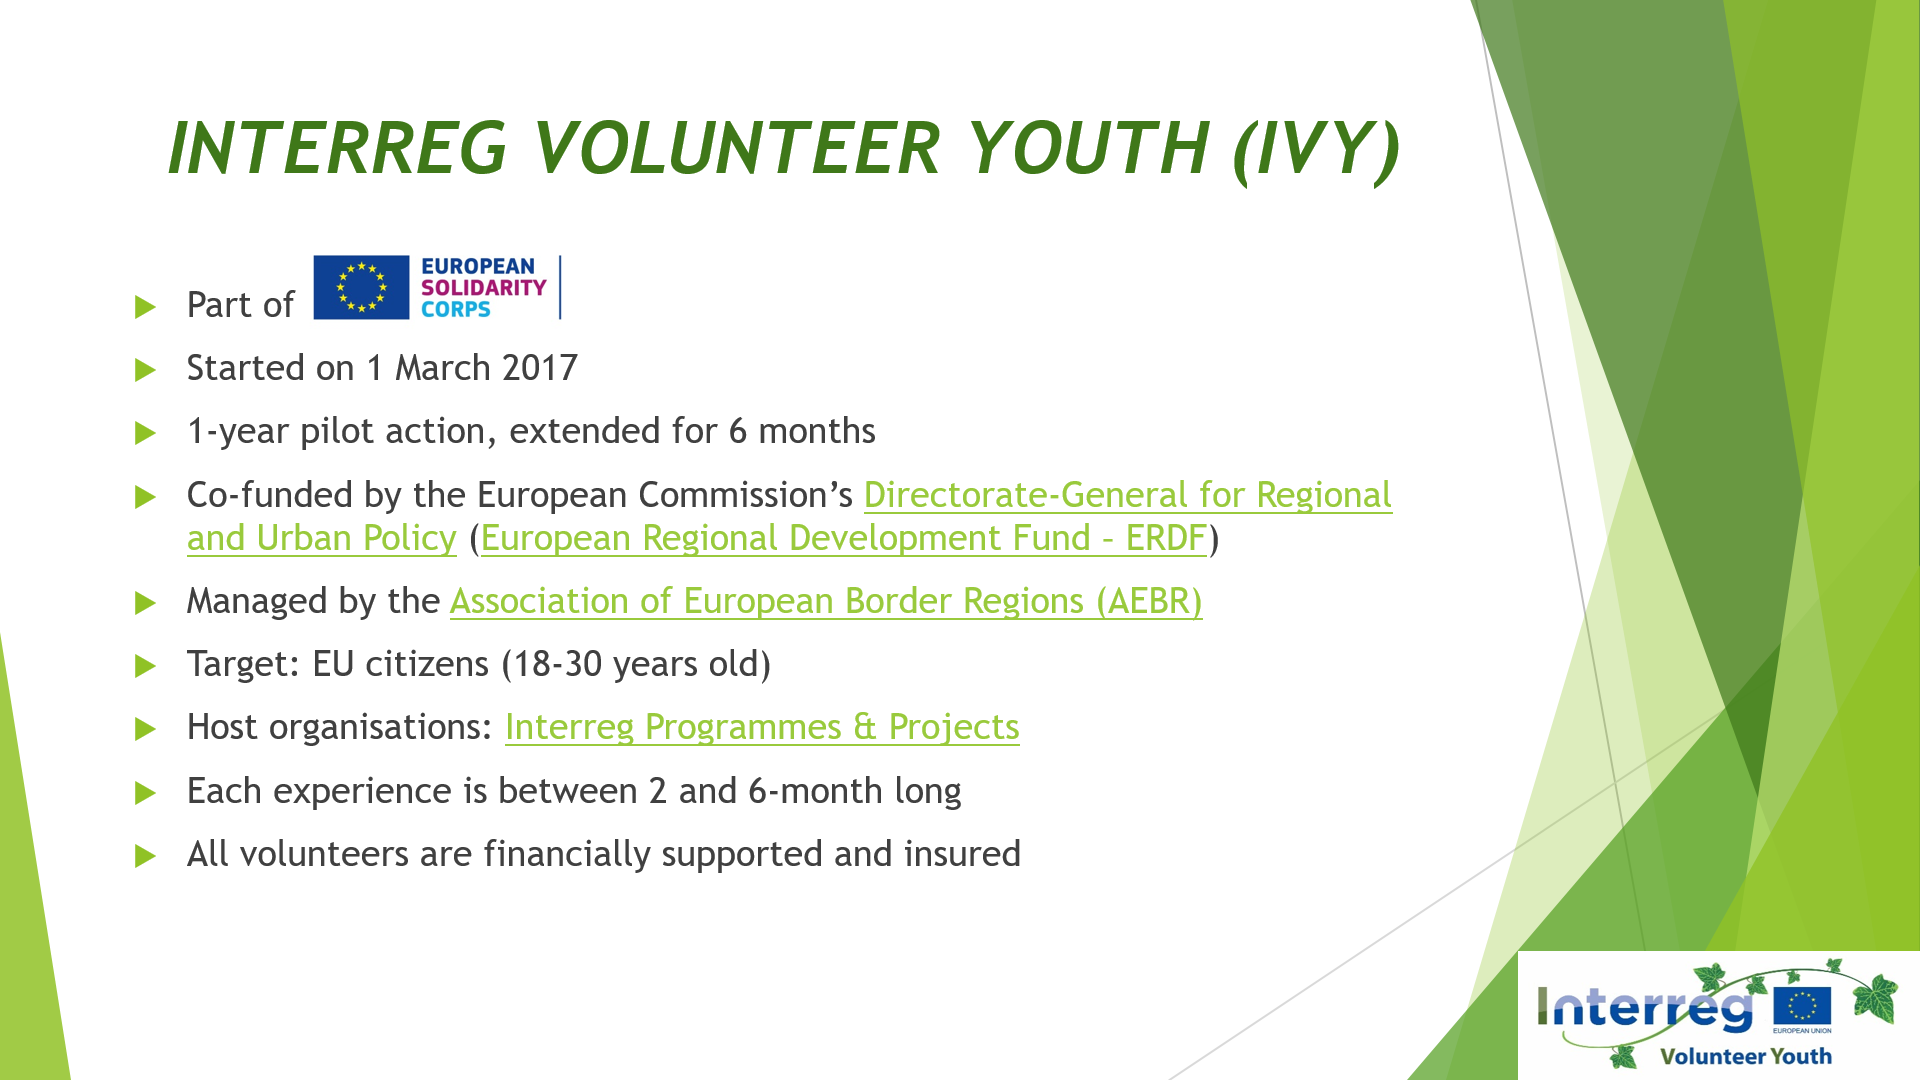 INTERREG VOLUNTEER YOUTH (IVY)
Part of
EUROPEAN
SOLIDARITY
CORPS
Started on 1 March 2017
1-year pilot action, extended for 6 months
Co-funded by the European Commission’s Directorate-General for Regional
and Urban Policy (European Regional Development Fund – ERDF)
Managed by the Association of European Border Regions (AEBR)
Target: EU citizens (18-30 years old)
Host organisations: Interreg Programmes & Projects
Each experience is between 2 and 6-month long
All volunteers are financially supported and insured
Interreg
EUROPEAN UNION
Volunteer Youth